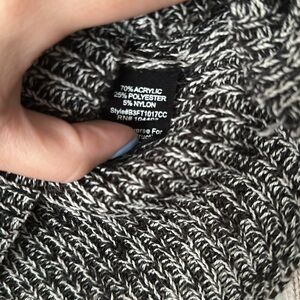 70% ACRYLIC
25% POLYESTER
5% NYLON
Style#B3FT1017CC
RN#
For